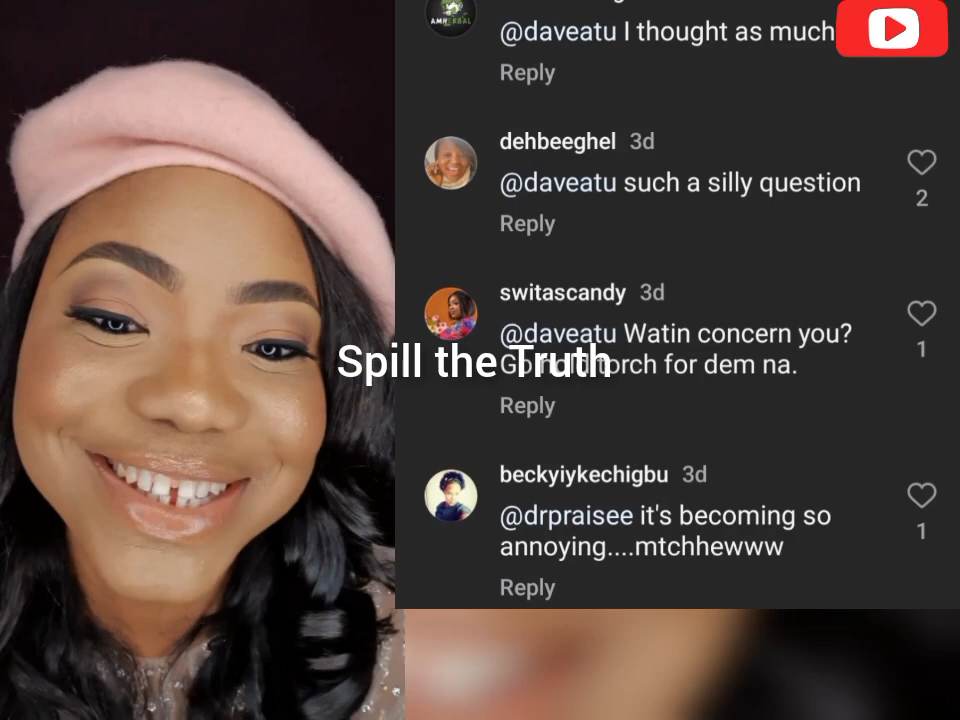 AMHERBAL
@daveatu I thought as much
Reply
dehbeeghel 3d
@daveatu such a silly question
2
Reply
switascandy 3d
@daveatu Watin concern you?
Go hold torch for dem na.
1
Spill the Truth
Reply
beckyiykechigbu 3d
@drpraisee it's becoming so
annoying....mtchhewww
1
Reply